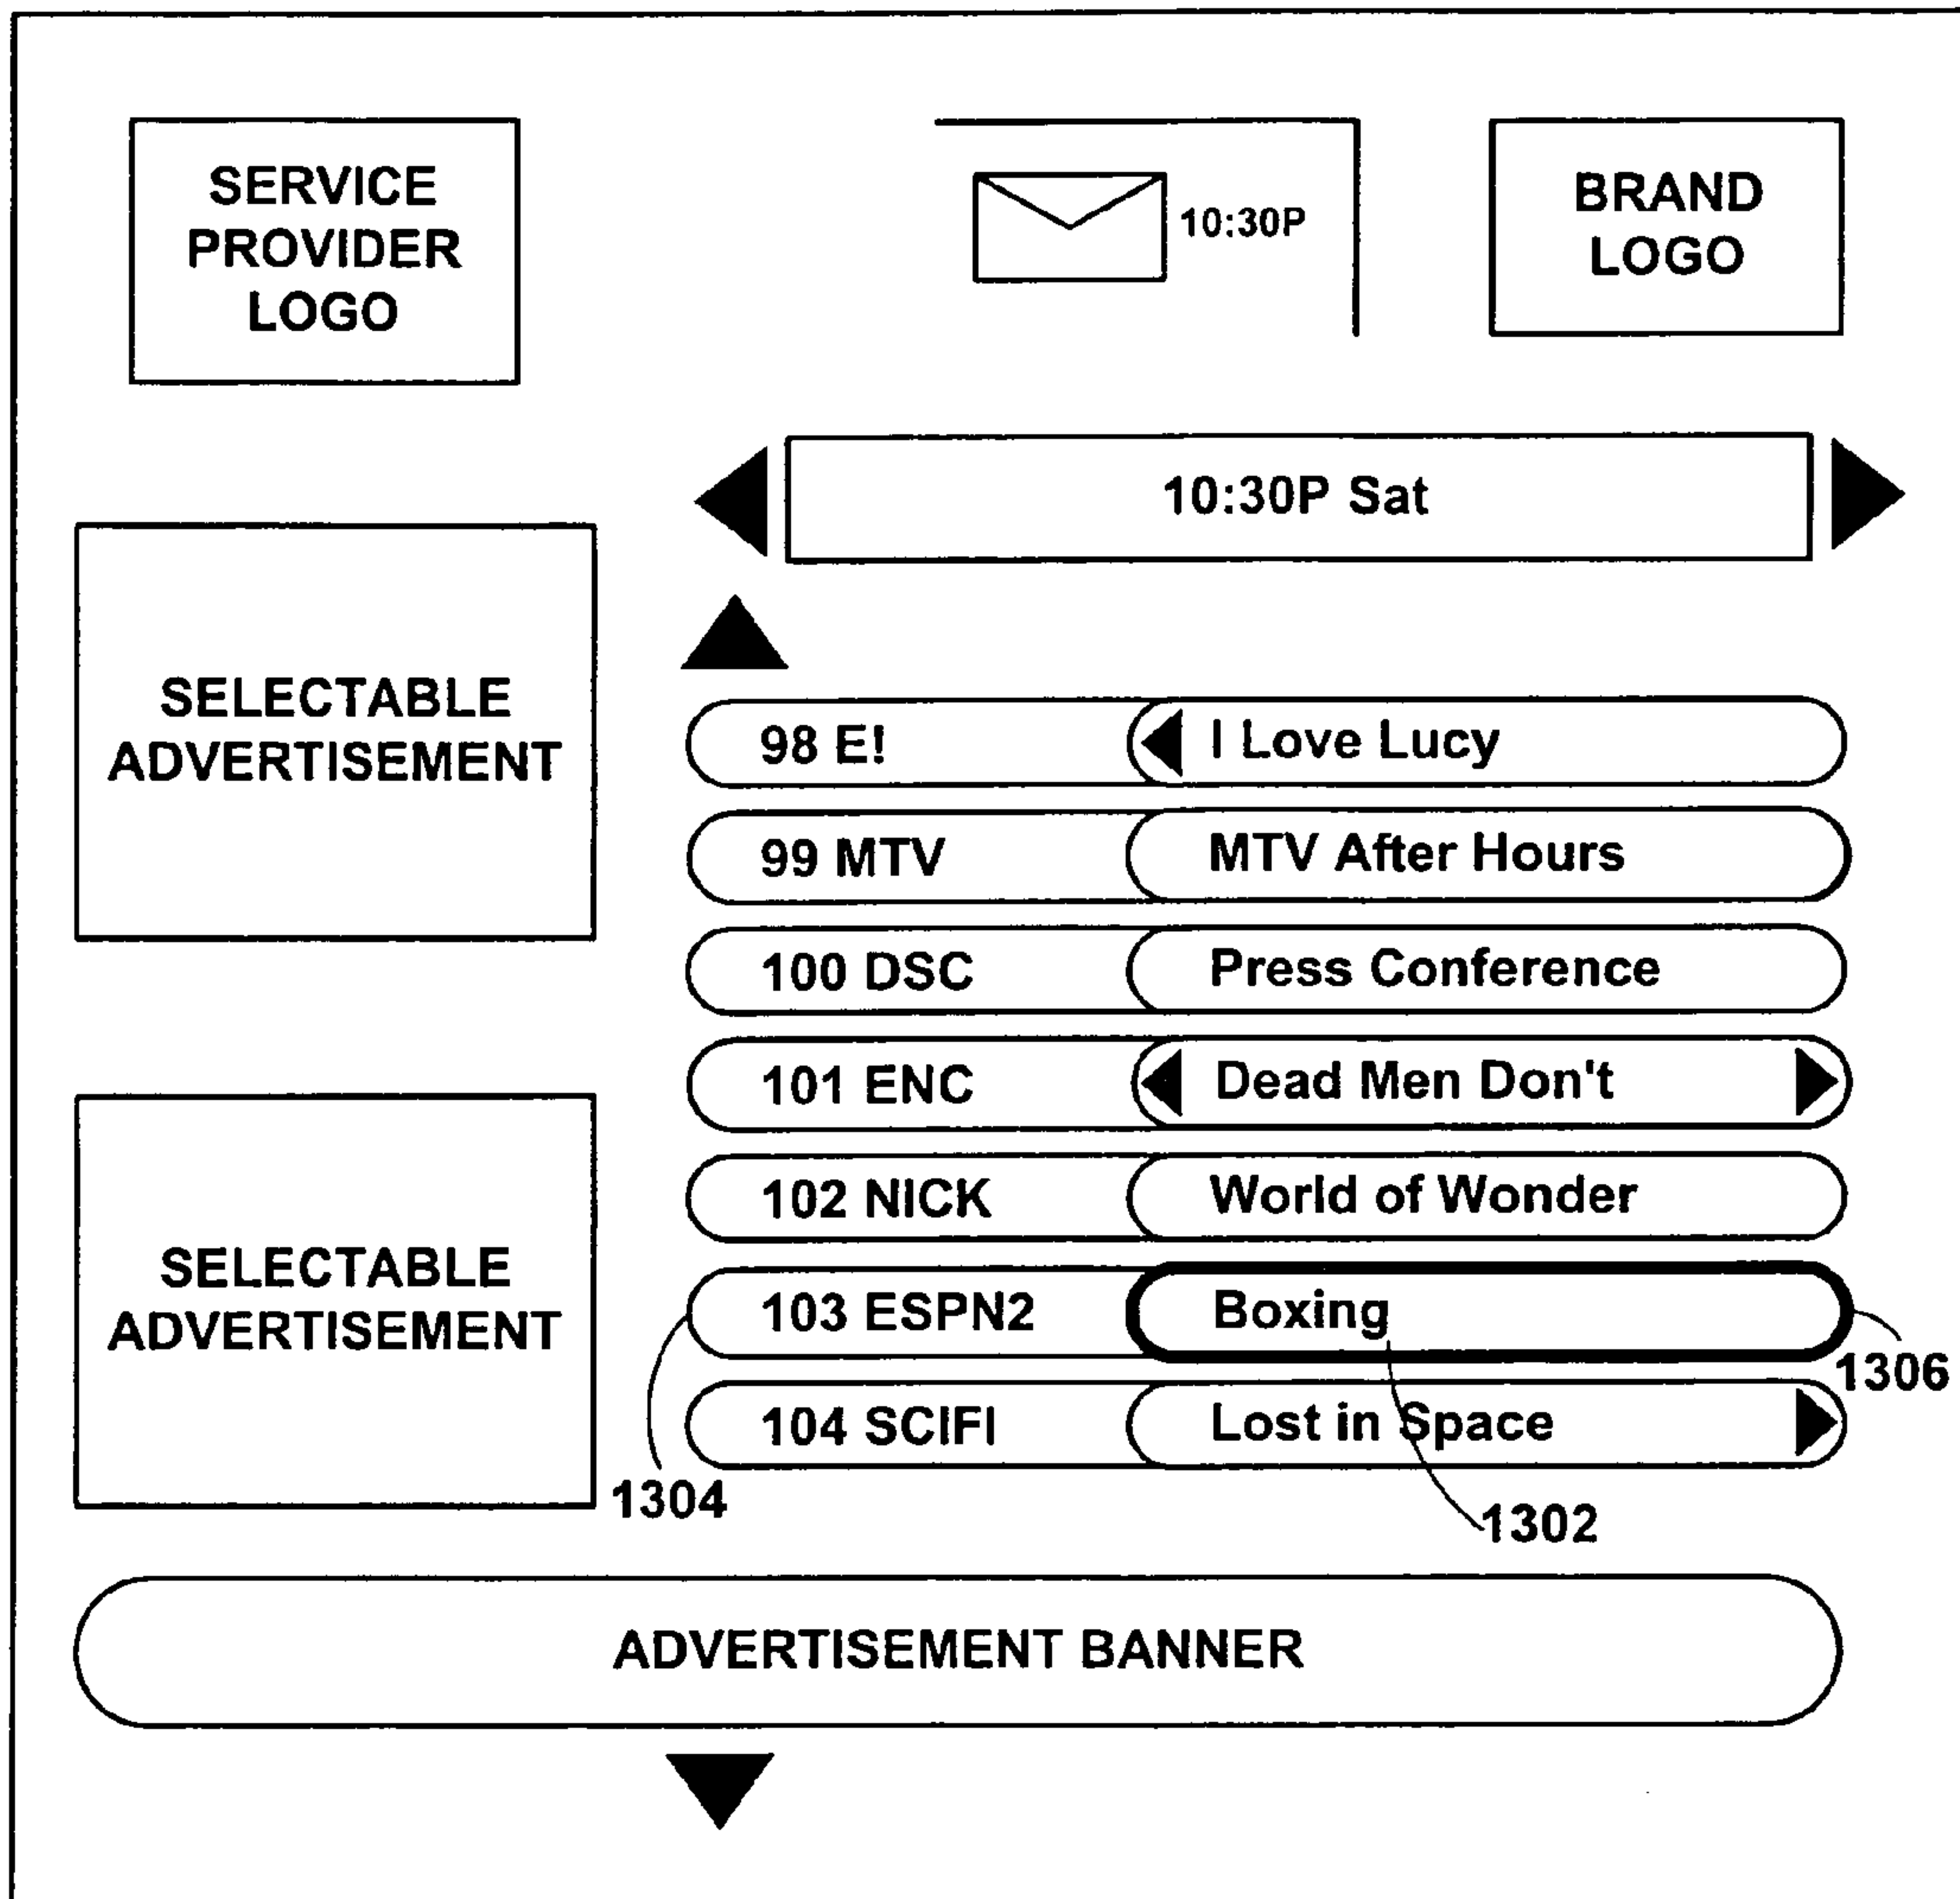 SERVICE
PROVIDER
LOGO
10:30P
BRAND
LOGO
10:30P Sat
SELECTABLE
ADVERTISEMENT
98 E! I Love Lucy
99 MTV MTV After Hours
100 DSC Press Conference
101 ENC Dead Men Don't
102 NICK World of Wonder
SELECTABLE
ADVERTISEMENT
103 ESPN2 Boxing
1306
104 SCIFI Lost in Space
1304
1302
ADVERTISEMENT BANNER